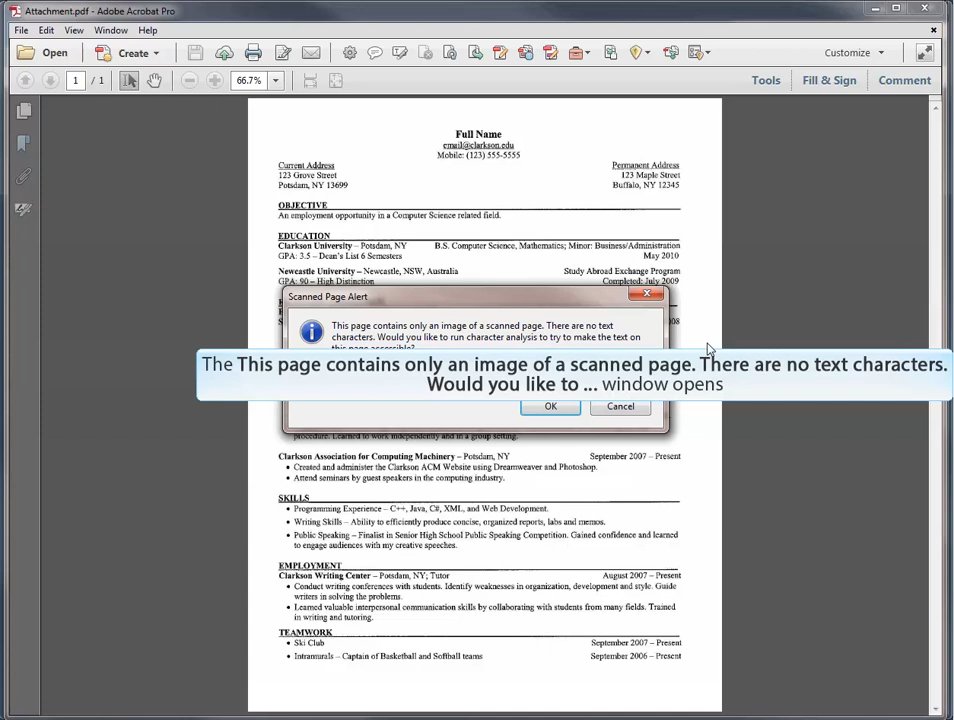 Attachment.pdf - Adobe Acrobat Pro
File Edit View Window Help
Open Create Customize
1 / 1 66.7% Tools Fill & Sign Comment
Full Name
email@clarkson.edu
Mobile: (123) 555-5555
Current Address Permanent Address
123 Grove Street 123 Maple Street
Potsdam, NY 13699 Buffalo, NY 12345
OBJECTIVE
An employment opportunity in a Computer Science related field.
EDUCATION
Clarkson University – Potsdam, NY B.S. Computer Science, Mathematics; Minor: Business/Administration
GPA: 3.5 – Dean's List 6 Semesters May 2010
Newcastle University – Newcastle, NSW, Australia Study Abroad Exchange Program
GPA: 90 – High Distinction Completed: July 2009
Scanned Page Alert
This page contains only an image of a scanned page. There are no text
characters. Would you like to run character analysis to try to make the text on
this page accessible?
The This page contains only an image of a scanned page. There are no text characters.
Would you like to ... window opens
OK Cancel
procedure. Learned to work independently and in a group setting.
Clarkson Association for Computing Machinery – Potsdam, NY September 2007 – Present
• Created and administer the Clarkson ACM Website using Dreamweaver and Photoshop.
• Attend seminars by guest speakers in the computing industry.
SKILLS
• Programming Experience – C++, Java, C#, XML, and Web Development.
• Writing Skills – Ability to efficiently produce concise, organized reports, labs and memos.
• Public Speaking – Finalist in Senior High School Public Speaking Competition. Gained confidence and learned
to engage audiences with my creative speeches.
EMPLOYMENT
Clarkson Writing Center – Potsdam, NY; Tutor August 2007 – Present
• Conduct writing conferences with students. Identify weaknesses in organization, development and style. Guide
writers in solving the problems.
• Learned valuable interpersonal communication skills by collaborating with students from many fields. Trained
in writing and tutoring.
TEAMWORK
• Ski Club September 2007 – Present
• Intramurals – Captain of Basketball and Softball teams September 2006 – Present